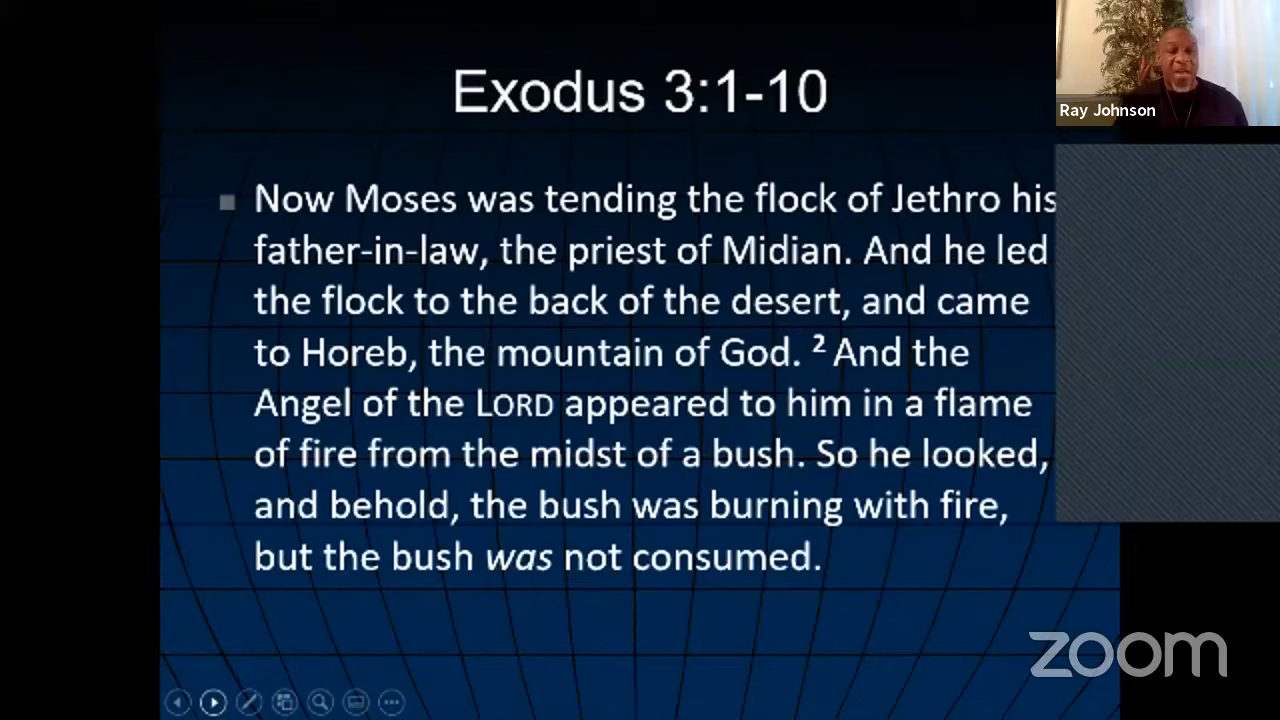 Exodus 3:1-10
Ray Johnson
Now Moses was tending the flock of Jethro his
father-in-law, the priest of Midian. And he led
the flock to the back of the desert, and came
to Horeb, the mountain of God. ² And the
Angel of the LORD appeared to him in a flame
of fire from the midst of a bush. So he looked,
and behold, the bush was burning with fire,
but the bush was not consumed.
zoom